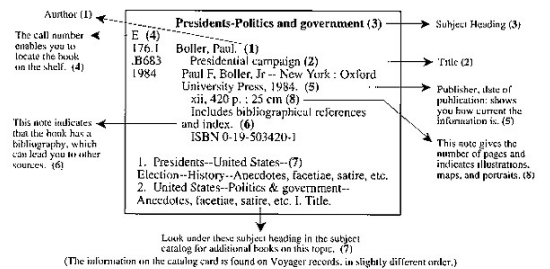 Aurthor (1)
Presidents-Politics and government (3)
Subject Heading (3)
The call number
enables you to
locate the book
on the shelf. (4)
E (4)
176.1 Boller, Paul. (1)
.B683 Presidential campaign (2)
Title (2)
1984 Paul F, Boller, Jr -- New York : Oxford
University Press, 1984. (5)
xii, 420 p. : 25 cm (8)
Includes bibliographical references
and index. (6)
ISBN 0-19-503420-1
Publisher, date of
publication: shows
you how current the
information is. (5)
This note indicates
that the book has a
bibliography, which
can lead you to other
sources. (6)
This note gives the
number of pages and
indicates illustrations,
maps, and portraits. (8)
1. Presidents--United States--(7)
Election--History--Anecdotes, facetiae, satire, etc.
2. United States--Politics & government--
Anecdotes, facetiae, satire, etc. I. Title.
Look under these subject heading in the subject
catalog for additional books on this topic. (7)
(The information on the catalog card is found on Voyager records, in slightly different order.)